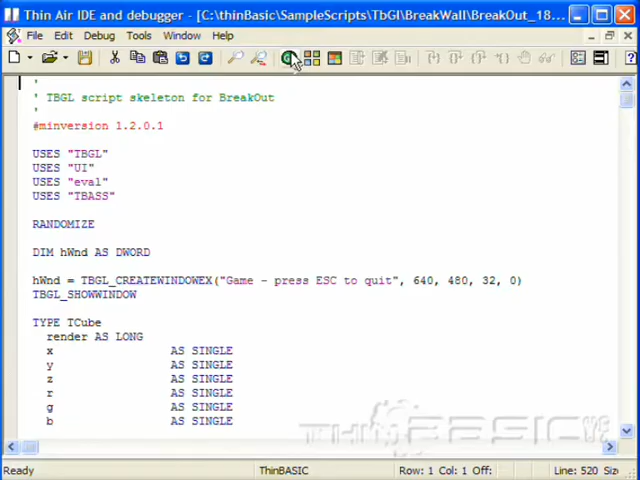 Thin Air IDE and debugger - [C:\thinBasic\SampleScripts\TbGl\BreakWall\BreakOut_18...
File Edit Debug Tools Window Help
'
' TBGL script skeleton for BreakOut
'
#minversion 1.2.0.1
USES "TBGL"
USES "UI"
USES "eval"
USES "TBASS"
RANDOMIZE
DIM hWnd AS DWORD
hWnd = TBGL_CREATEWINDOWEX("Game - press ESC to quit", 640, 480, 32, 0)
TBGL_SHOWWINDOW
TYPE TCube
render AS LONG
x AS SINGLE
y AS SINGLE
z AS SINGLE
r AS SINGLE
g AS SINGLE
b AS SINGLE
THINBASIC
Ready ThinBASIC Row: 1 Col: 1 Off: Line: 520 Siz